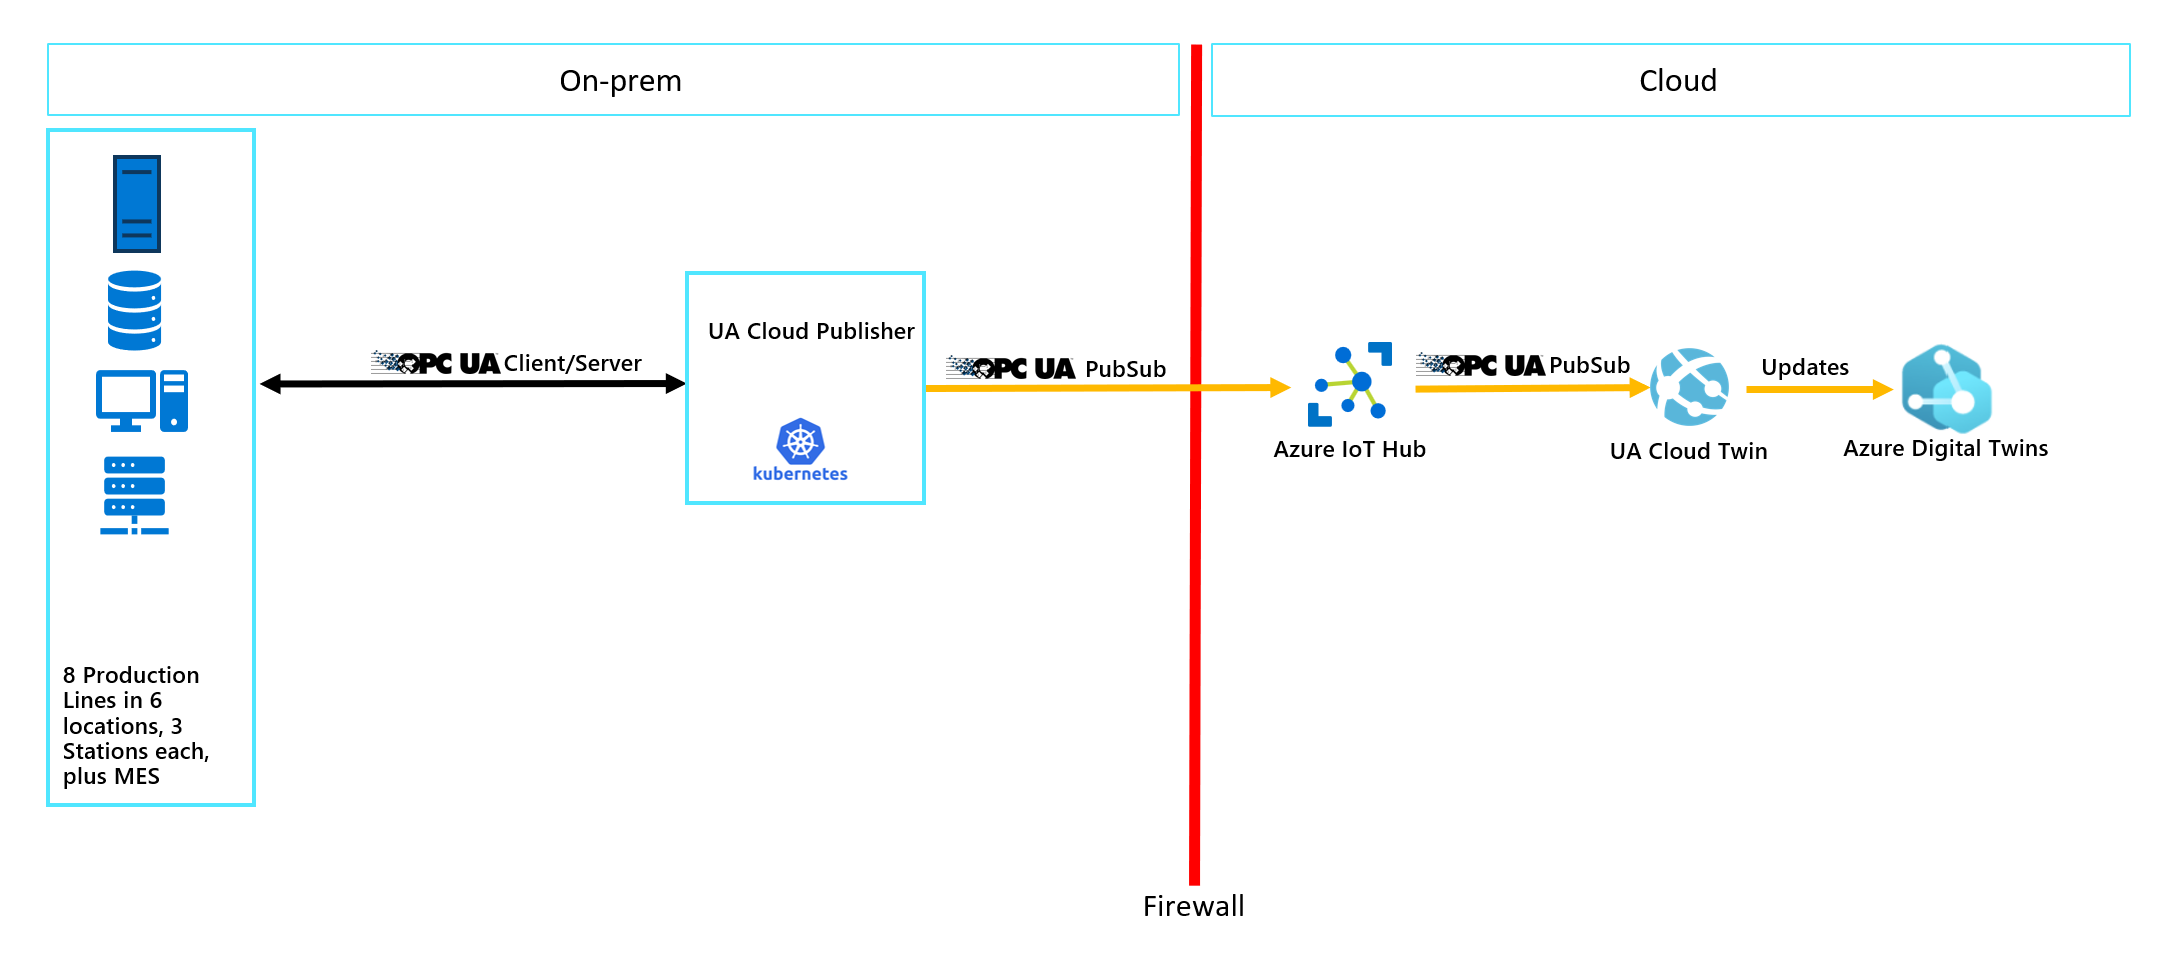 On-prem
Cloud
UA Cloud Publisher
OPC UA Client/Server
OPC UA PubSub
OPC UA PubSub
Updates
kubernetes
Azure IoT Hub
UA Cloud Twin
Azure Digital Twins
8 Production
Lines in 6
locations, 3
Stations each,
plus MES
Firewall